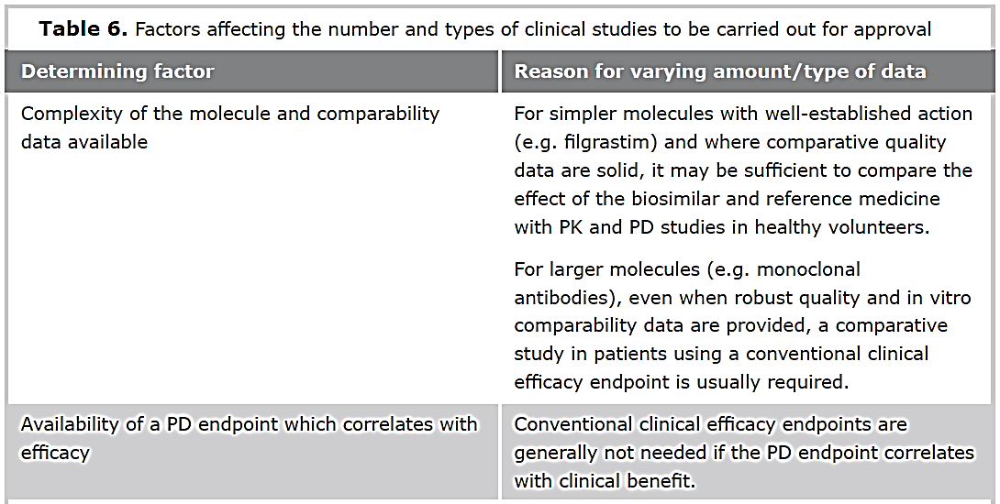 Table 6. Factors affecting the number and types of clinical studies to be carried out for approval
Determining factor
Reason for varying amount/type of data
Complexity of the molecule and comparability
data available
For simpler molecules with well-established action
(e.g. filgrastim) and where comparative quality
data are solid, it may be sufficient to compare the
effect of the biosimilar and reference medicine
with PK and PD studies in healthy volunteers.
For larger molecules (e.g. monoclonal
antibodies), even when robust quality and in vitro
comparability data are provided, a comparative
study in patients using a conventional clinical
efficacy endpoint is usually required.
Availability of a PD endpoint which correlates with
efficacy
Conventional clinical efficacy endpoints are
generally not needed if the PD endpoint correlates
with clinical benefit.